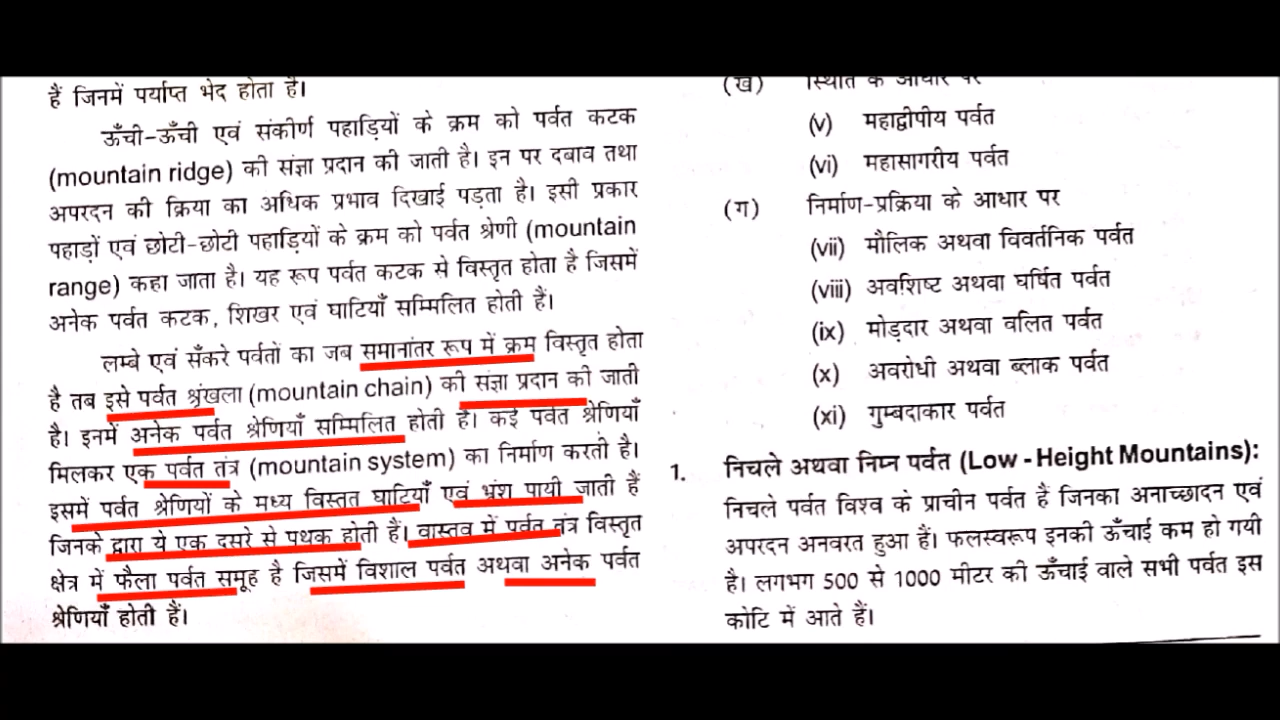 हैं जिनमें पर्याप्त भेद होता है।
ऊँची-ऊँची एवं संकीर्ण पहाड़ियों के क्रम को पर्वत कटक
(mountain ridge) की संज्ञा प्रदान की जाती है। इन पर दबाव तथा
अपरदन की क्रिया का अधिक प्रभाव दिखाई पड़ता है। इसी प्रकार
पहाड़ों एवं छोटी-छोटी पहाड़ियों के क्रम को पर्वत श्रेणी (mountain
range) कहा जाता है। यह रूप पर्वत कटक से विस्तृत होता है जिसमें
अनेक पर्वत कटक, शिखर एवं घाटियाँ सम्मिलित होती हैं।
लम्बे एवं सँकरे पर्वतों का जब समानांतर रूप में क्रम विस्तृत होता
है तब इसे पर्वत श्रृंखला (mountain chain) की संज्ञा प्रदान की जाती
है। इनमें अनेक पर्वत श्रेणियाँ सम्मिलित होती हैं। कई पर्वत श्रेणियाँ
मिलकर एक पर्वत तंत्र (mountain system) का निर्माण करती है।
इसमें पर्वत श्रेणियों के मध्य विस्तृत घाटियाँ एवं भ्रंश पायी जाती हैं
जिनके द्वारा ये एक दूसरे से पृथक होती हैं। वास्तव में पर्वत तंत्र विस्तृत
क्षेत्र में फैला पर्वत समूह है जिसमें विशाल पर्वत अथवा अनेक पर्वत
श्रेणियाँ होती हैं।
(ख) स्थिति के आधार पर
(v) महाद्वीपीय पर्वत
(vi) महासागरीय पर्वत
(ग) निर्माण-प्रक्रिया के आधार पर
(vii) मौलिक अथवा विवर्तनिक पर्वत
(viii) अवशिष्ट अथवा घर्षित पर्वत
(ix) मोड़दार अथवा वलित पर्वत
(x) अवरोधी अथवा ब्लाक पर्वत
(xi) गुम्बदाकार पर्वत
1. निचले अथवा निम्न पर्वत (Low - Height Mountains):
निचले पर्वत विश्व के प्राचीन पर्वत हैं जिनका अनाच्छादन एवं
अपरदन अनवरत हुआ हैं। फलस्वरूप इनकी ऊँचाई कम हो गयी
है। लगभग 500 से 1000 मीटर की ऊँचाई वाले सभी पर्वत इस
कोटि में आते हैं।